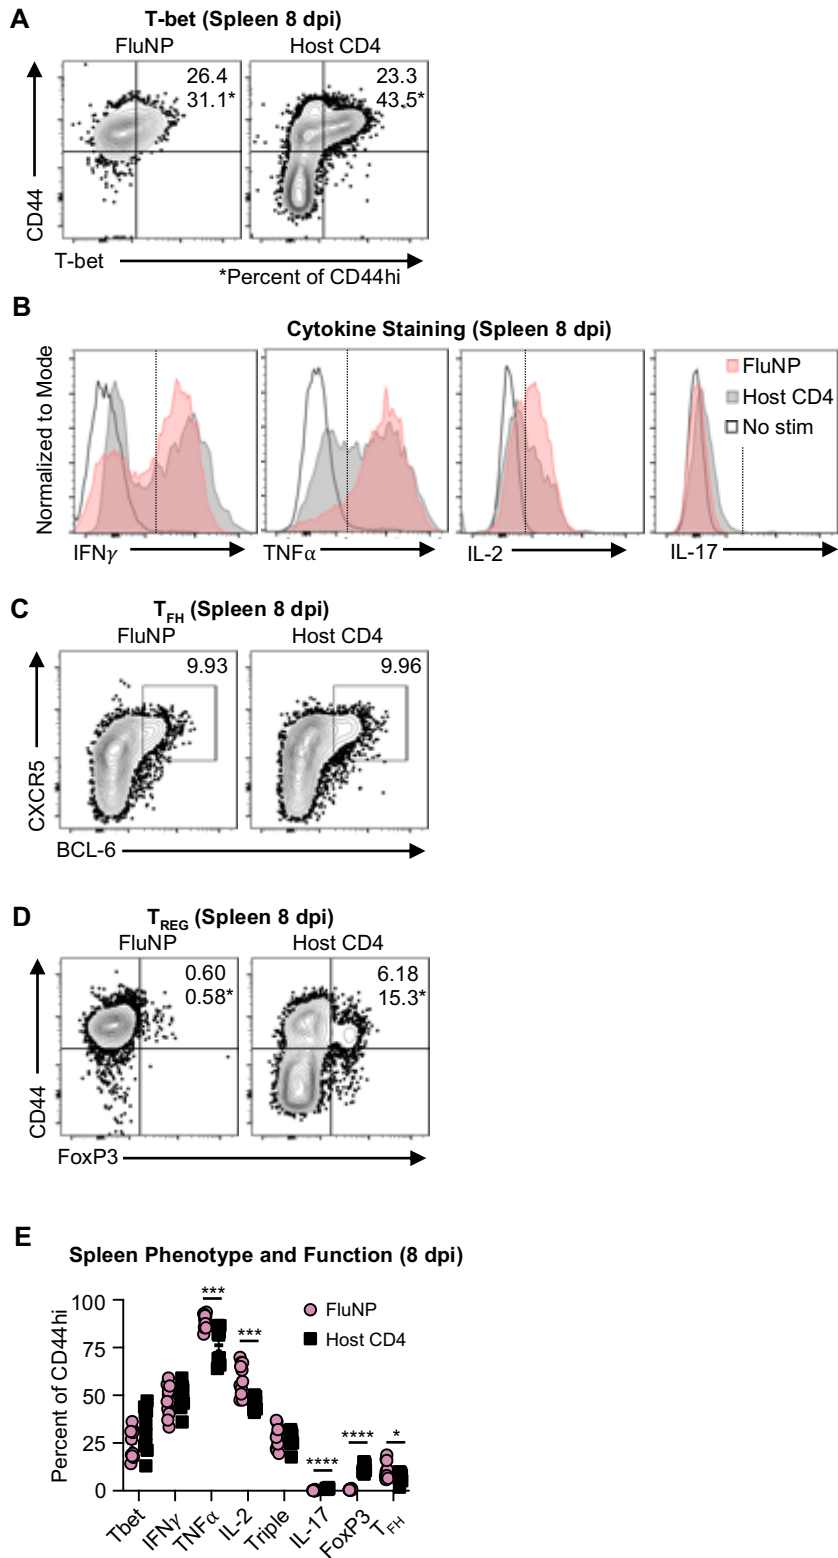 A
T-bet (Spleen 8 dpi)
FluNP
Host CD4
26.4
31.1*
23.3
43.5*
CD44
T-bet
*Percent of CD44hi
B
Cytokine Staining (Spleen 8 dpi)
Normalized to Mode
FluNP
Host CD4
No stim
IFNγ
TNFα
IL-2
IL-17
C
T_FH (Spleen 8 dpi)
FluNP
Host CD4
9.93
9.96
CXCR5
BCL-6
D
T_REG (Spleen 8 dpi)
FluNP
Host CD4
0.60
0.58*
6.18
15.3*
CD44
FoxP3
E
Spleen Phenotype and Function (8 dpi)
Percent of CD44hi
100
75
50
25
0
***
***
****
****
*
FluNP
Host CD4
Tbet
IFNγ
TNFα
IL-2
Triple
IL-17
FoxP3
T_FH